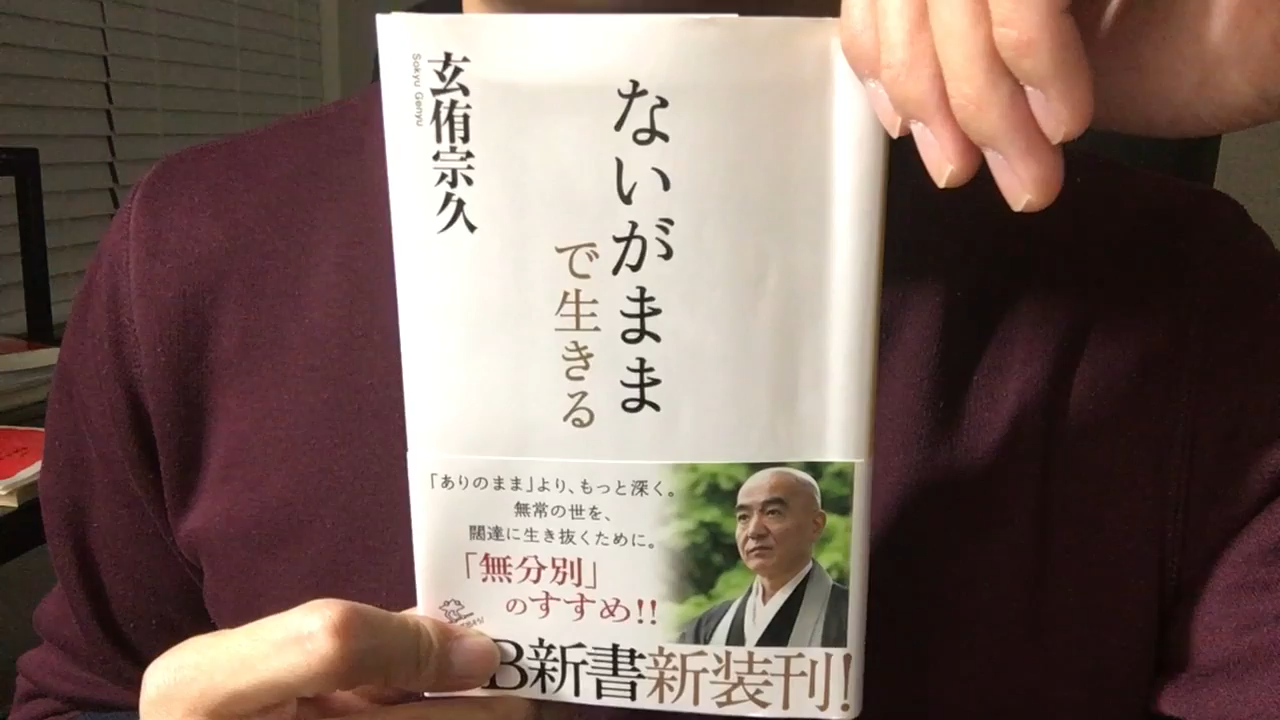 ないがまま
で生きる
玄侑宗久
Sokyu Genyu
「ありのまま」より、もっと深く。
無常の世を、
闊達に生き抜くために。
「無分別」
のすすめ!!
B新書新装刊!